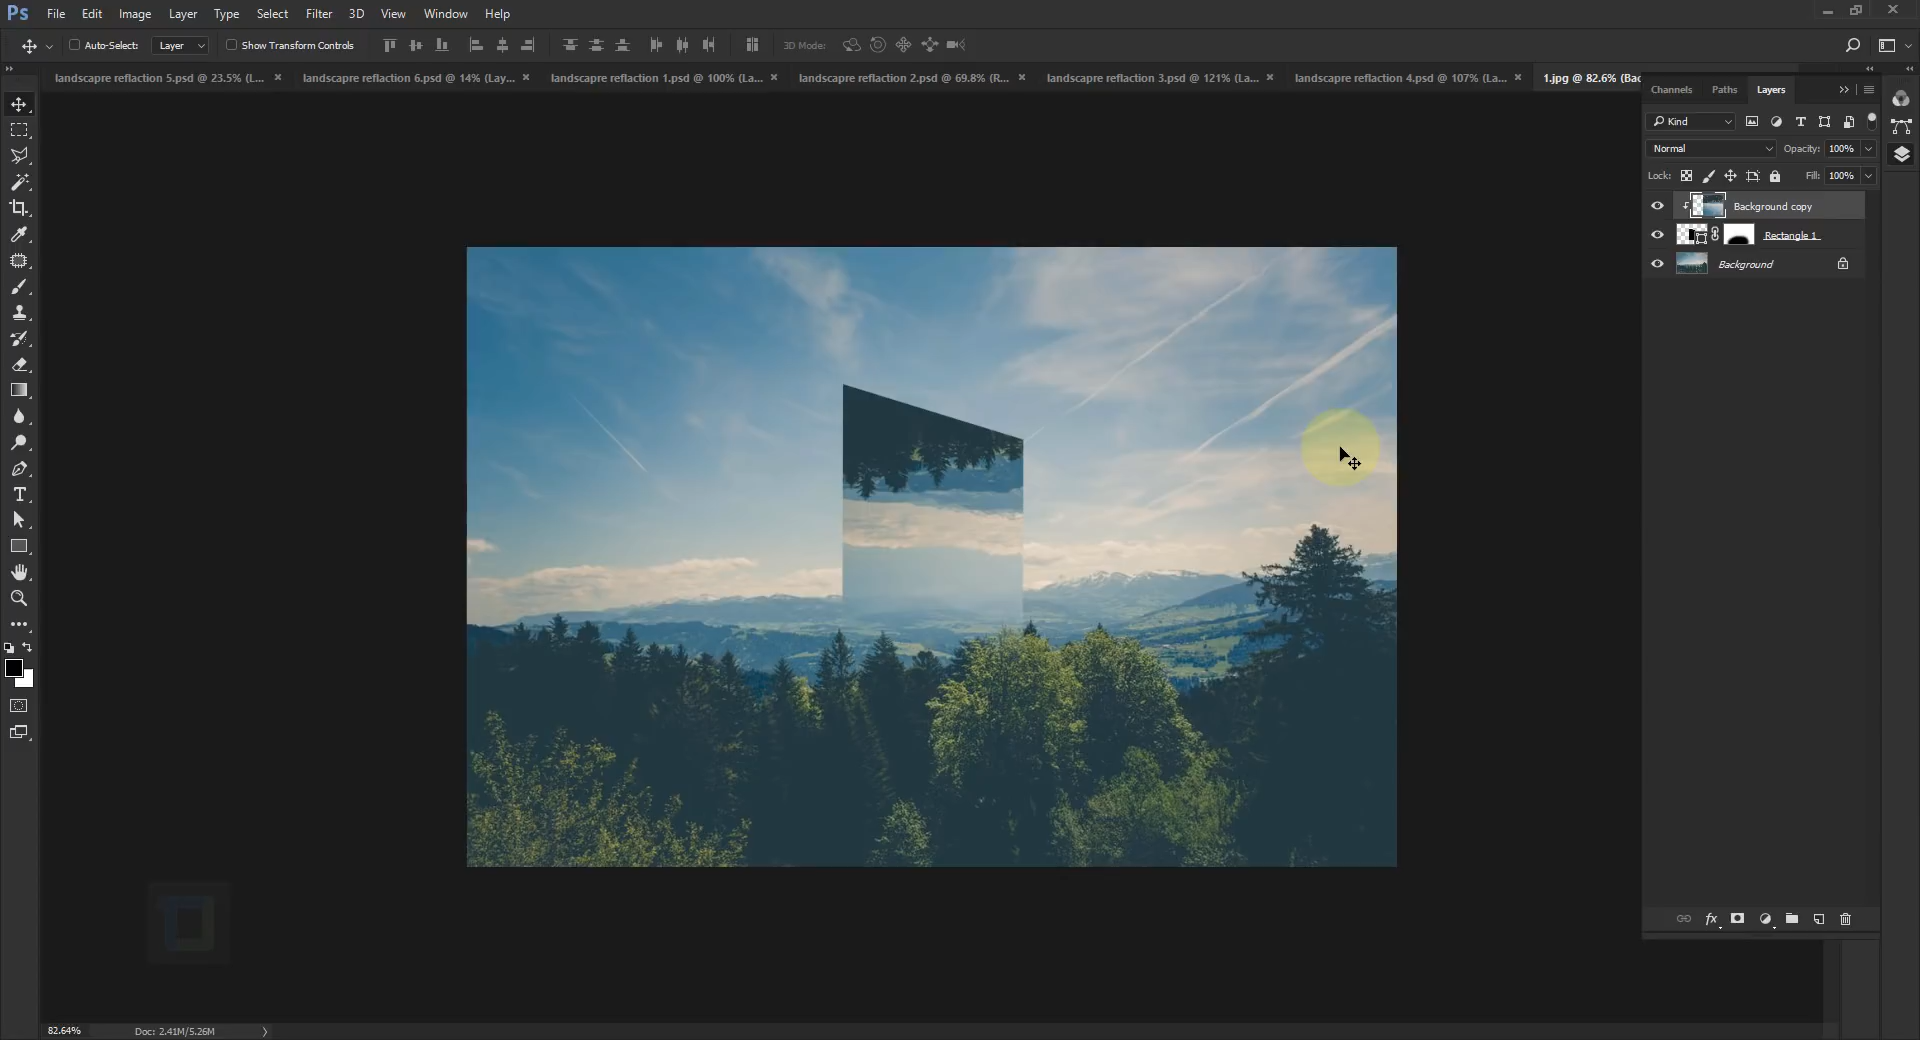 Ps File Edit Image Layer Type Select Filter 3D View Window Help
Auto-Select: Layer Show Transform Controls 3D Mode:
landscapre reflaction 5.psd @ 23.5% (L... × landscapre reflaction 6.psd @ 14% (Lay... × landscapre reflaction 1.psd @ 100% (La... × landscapre reflaction 2.psd @ 69.8% (R... × landscapre reflaction 3.psd @ 121% (La... × landscapre reflaction 4.psd @ 107% (La... × 1.jpg @ 82.6% (Bac
Channels Paths Layers
Kind
Normal Opacity: 100%
Lock: Fill: 100%
Background copy
Rectangle 1
Background
fx
82.64% Doc: 2.41M/5.26M